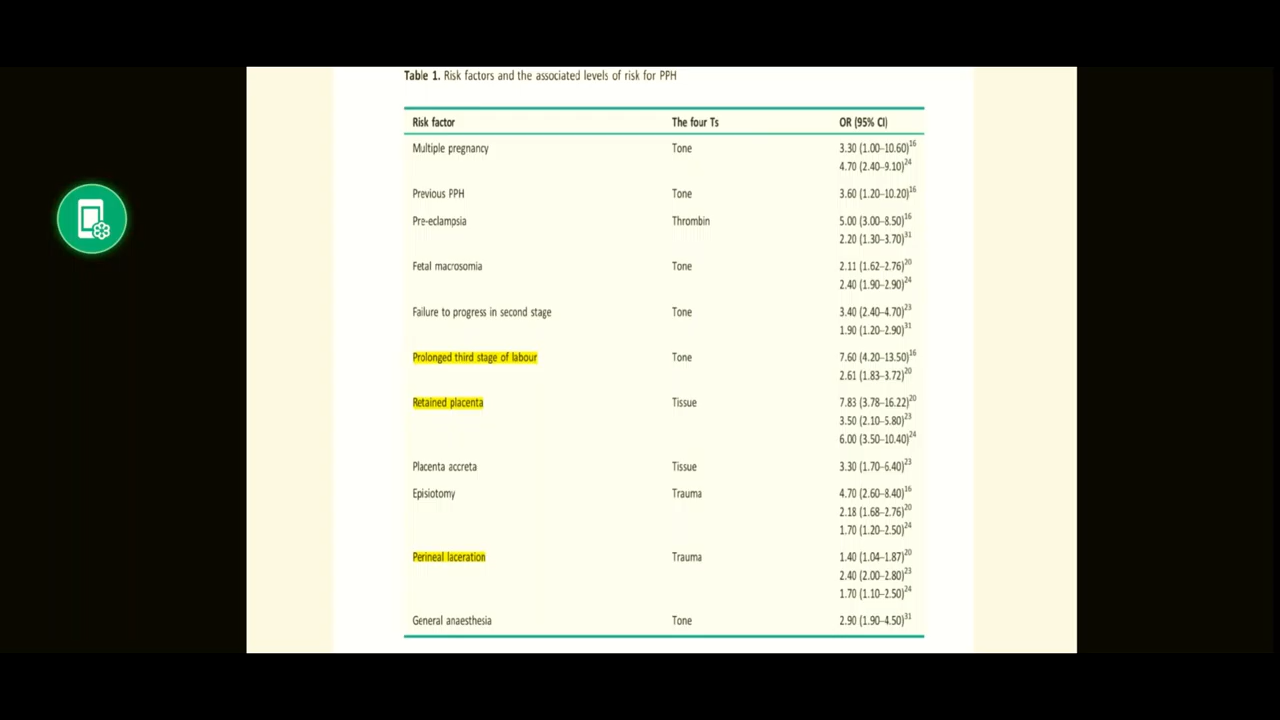 Table 1. Risk factors and the associated levels of risk for PPH
Risk factor The four Ts OR (95% CI)
Multiple pregnancy Tone 3.30 (1.00–10.60)16
4.70 (2.40–9.10)24
Previous PPH Tone 3.60 (1.20–10.20)16
Pre-eclampsia Thrombin 5.00 (3.00–8.50)16
2.20 (1.30–3.70)31
Fetal macrosomia Tone 2.11 (1.62–2.76)20
2.40 (1.90–2.90)24
Failure to progress in second stage Tone 3.40 (2.40–4.70)23
1.90 (1.20–2.90)31
Prolonged third stage of labour Tone 7.60 (4.20–13.50)16
2.61 (1.83–3.72)20
Retained placenta Tissue 7.83 (3.78–16.22)20
3.50 (2.10–5.80)23
6.00 (3.50–10.40)24
Placenta accreta Tissue 3.30 (1.70–6.40)23
Episiotomy Trauma 4.70 (2.60–8.40)16
2.18 (1.68–2.76)20
1.70 (1.20–2.50)24
Perineal laceration Trauma 1.40 (1.04–1.87)20
2.40 (2.00–2.80)23
1.70 (1.10–2.50)24
General anaesthesia Tone 2.90 (1.90–4.50)31